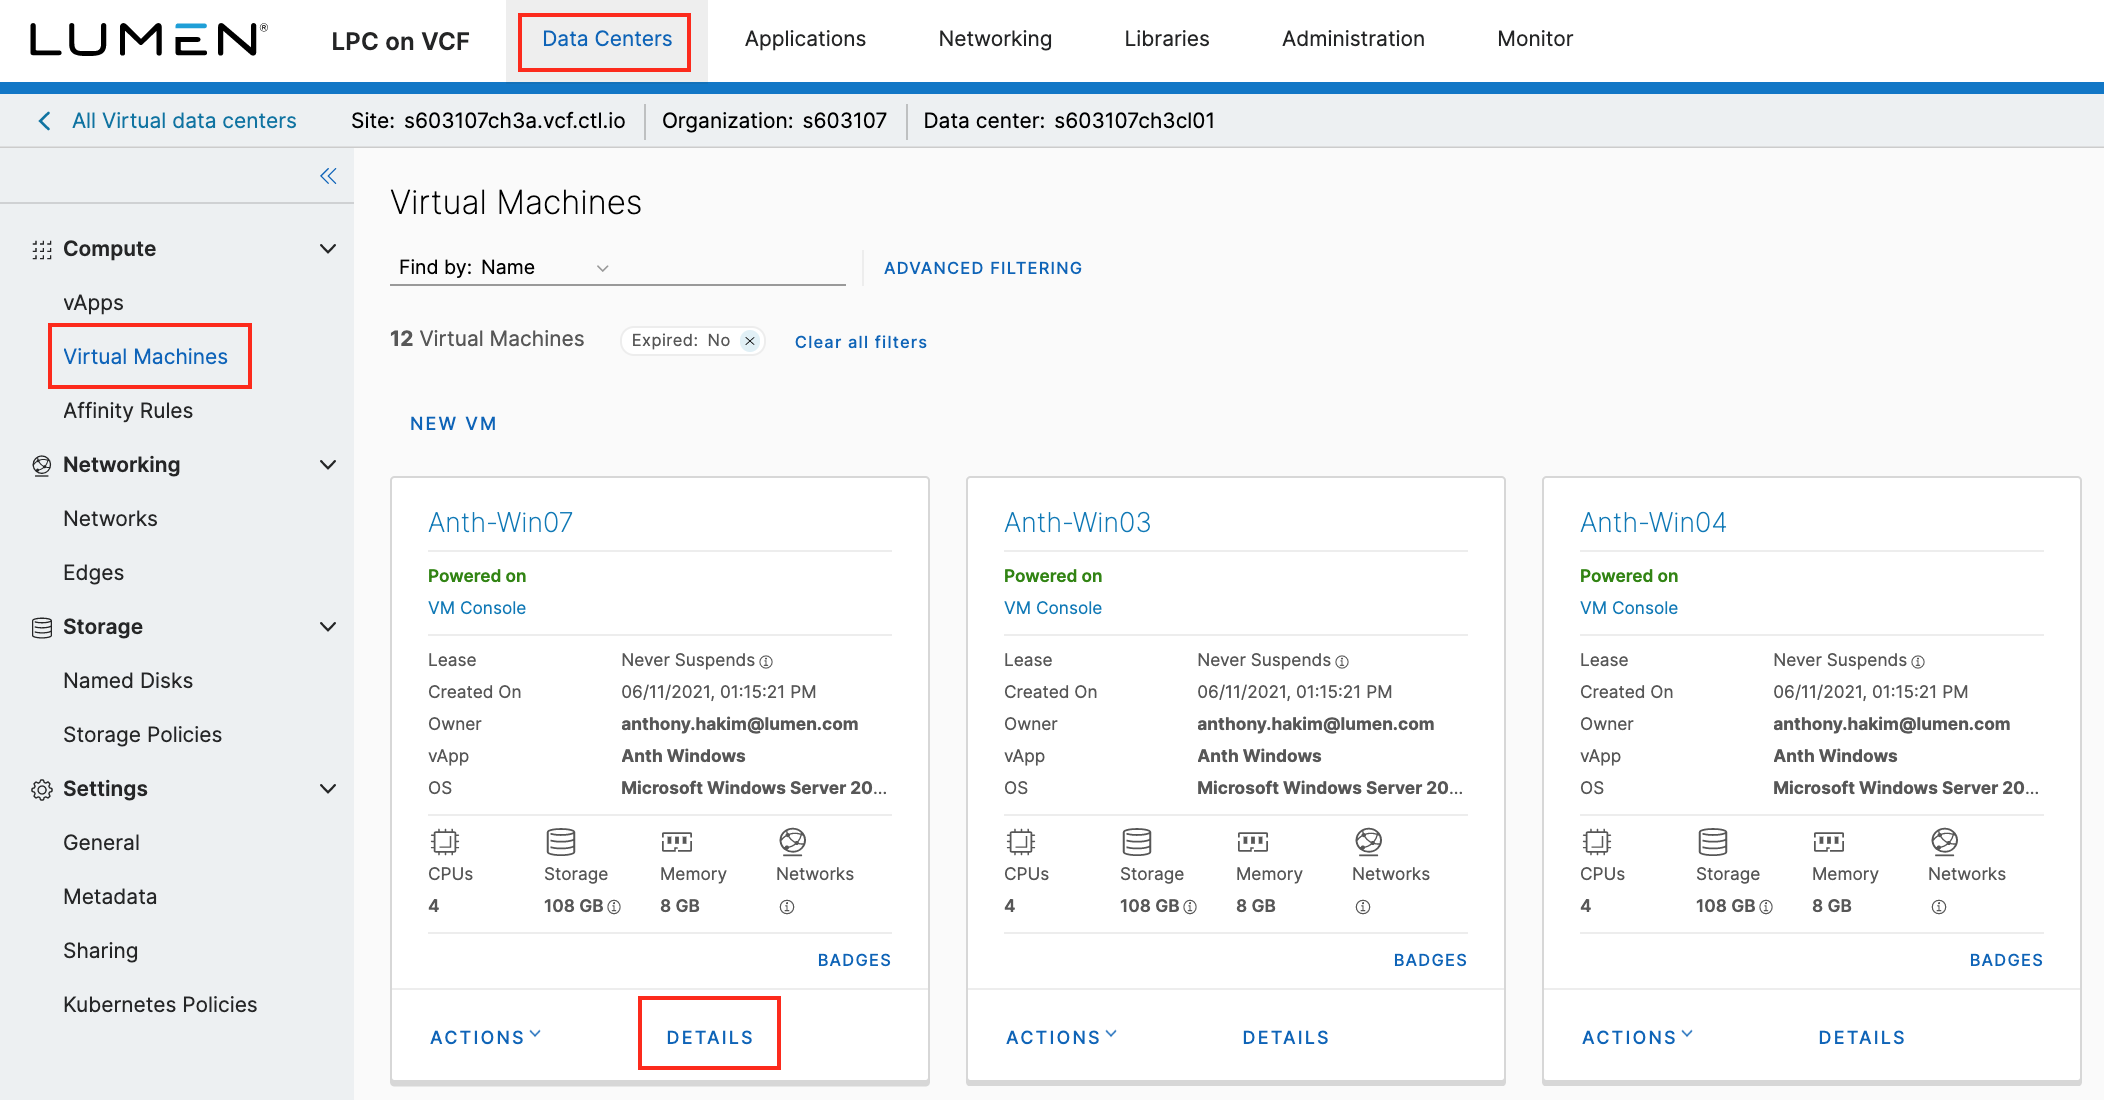 LUMEN® LPC on VCF Data Centers Applications Networking Libraries Administration Monitor
All Virtual data centers Site: s603107ch3a.vcf.ctl.io Organization: s603107 Data center: s603107ch3cl01
Compute
vApps
Virtual Machines
Affinity Rules
Networking
Networks
Edges
Storage
Named Disks
Storage Policies
Settings
General
Metadata
Sharing
Kubernetes Policies
Virtual Machines
Find by: Name ADVANCED FILTERING
12 Virtual Machines Expired: No Clear all filters
NEW VM
Anth-Win07
Powered on
VM Console
Lease Never Suspends
Created On 06/11/2021, 01:15:21 PM
Owner anthony.hakim@lumen.com
vApp Anth Windows
OS Microsoft Windows Server 20...
CPUs Storage Memory Networks
4 108 GB 8 GB
BADGES
ACTIONS DETAILS
Anth-Win03
Powered on
VM Console
Lease Never Suspends
Created On 06/11/2021, 01:15:21 PM
Owner anthony.hakim@lumen.com
vApp Anth Windows
OS Microsoft Windows Server 20...
CPUs Storage Memory Networks
4 108 GB 8 GB
BADGES
ACTIONS DETAILS
Anth-Win04
Powered on
VM Console
Lease Never Suspends
Created On 06/11/2021, 01:15:21 PM
Owner anthony.hakim@lumen.com
vApp Anth Windows
OS Microsoft Windows Server 20...
CPUs Storage Memory Networks
4 108 GB 8 GB
BADGES
ACTIONS DETAILS